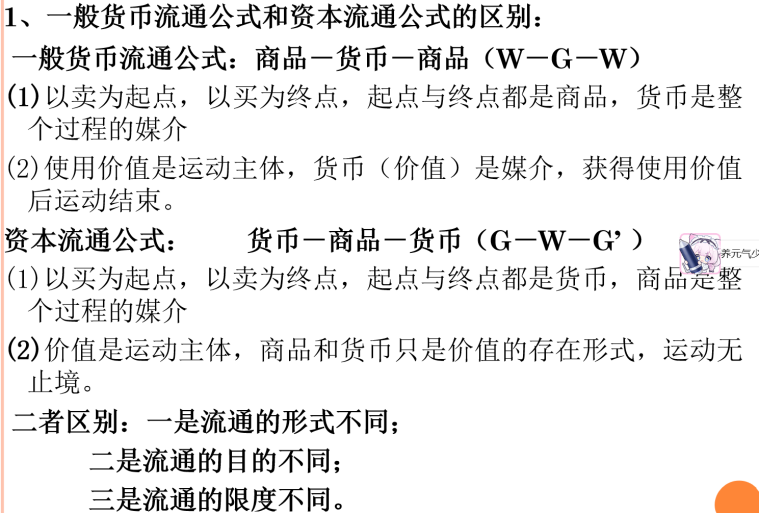 1、一般货币流通公式和资本流通公式的区别：
一般货币流通公式：商品－货币－商品（W－G－W）
(1)以卖为起点，以买为终点，起点与终点都是商品，货币是整
个过程的媒介
(2)使用价值是运动主体，货币（价值）是媒介，获得使用价值
后运动结束。
资本流通公式： 货币－商品－货币（G－W－G’）
养元气少
(1)以买为起点，以卖为终点，起点与终点都是货币，商品是整
个过程的媒介
(2)价值是运动主体，商品和货币只是价值的存在形式，运动无
止境。
二者区别：一是流通的形式不同；
二是流通的目的不同；
三是流通的限度不同。